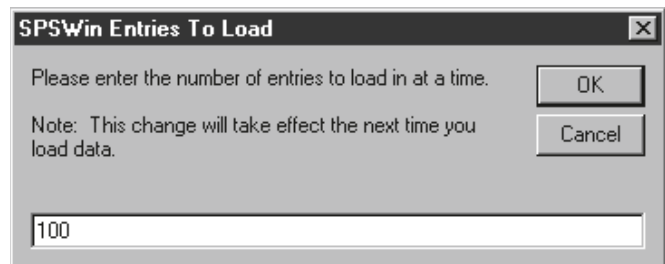 SPSWin Entries To Load
Please enter the number of entries to load in at a time.
OK
Note: This change will take effect the next time you
load data.
Cancel
100